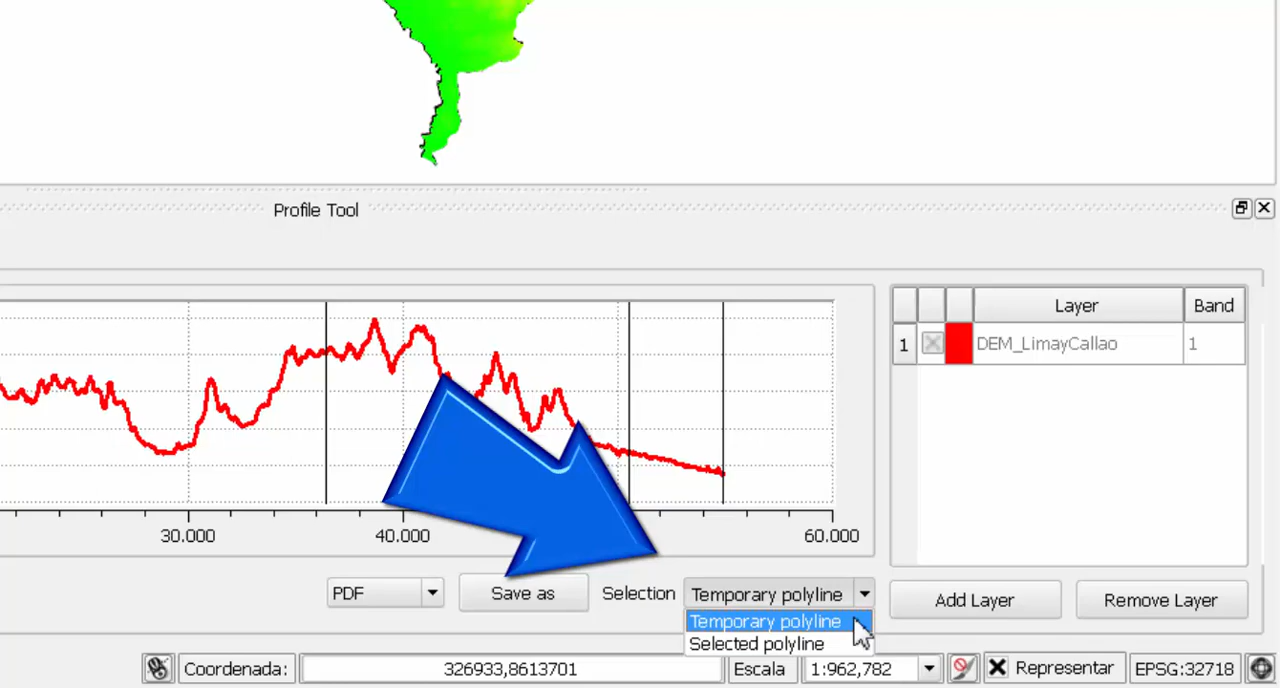 Profile Tool
Layer Band
1 DEM_LimayCallao 1
30.000 40.000 60.000
PDF Save as Selection Temporary polyline Add Layer Remove Layer
Temporary polyline
Selected polyline
Coordenada: 326933,8613701 Escala 1:962,782 Representar EPSG:32718